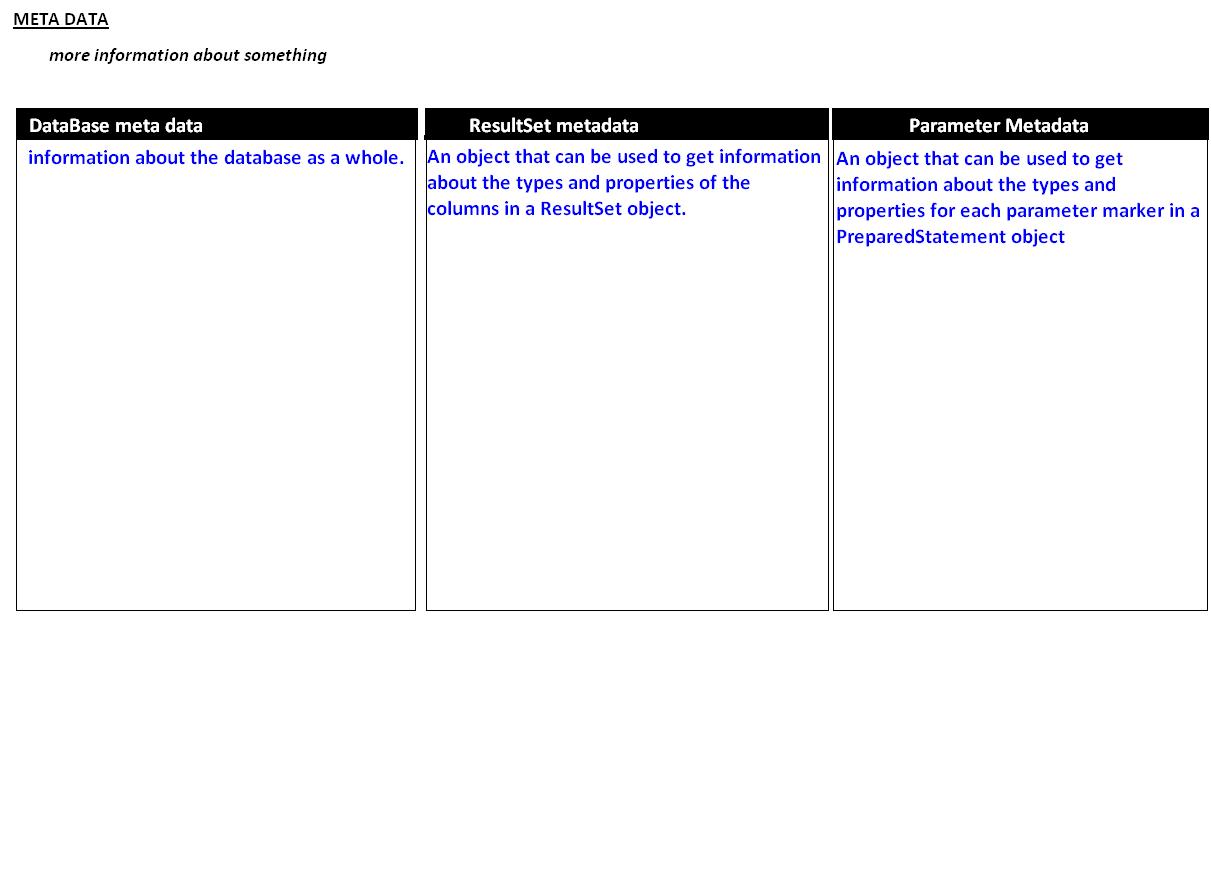 META DATA
more information about something
DataBase meta data
information about the database as a whole.
ResultSet metadata
An object that can be used to get information
about the types and properties of the
columns in a ResultSet object.
Parameter Metadata
An object that can be used to get
information about the types and
properties for each parameter marker in a
PreparedStatement object